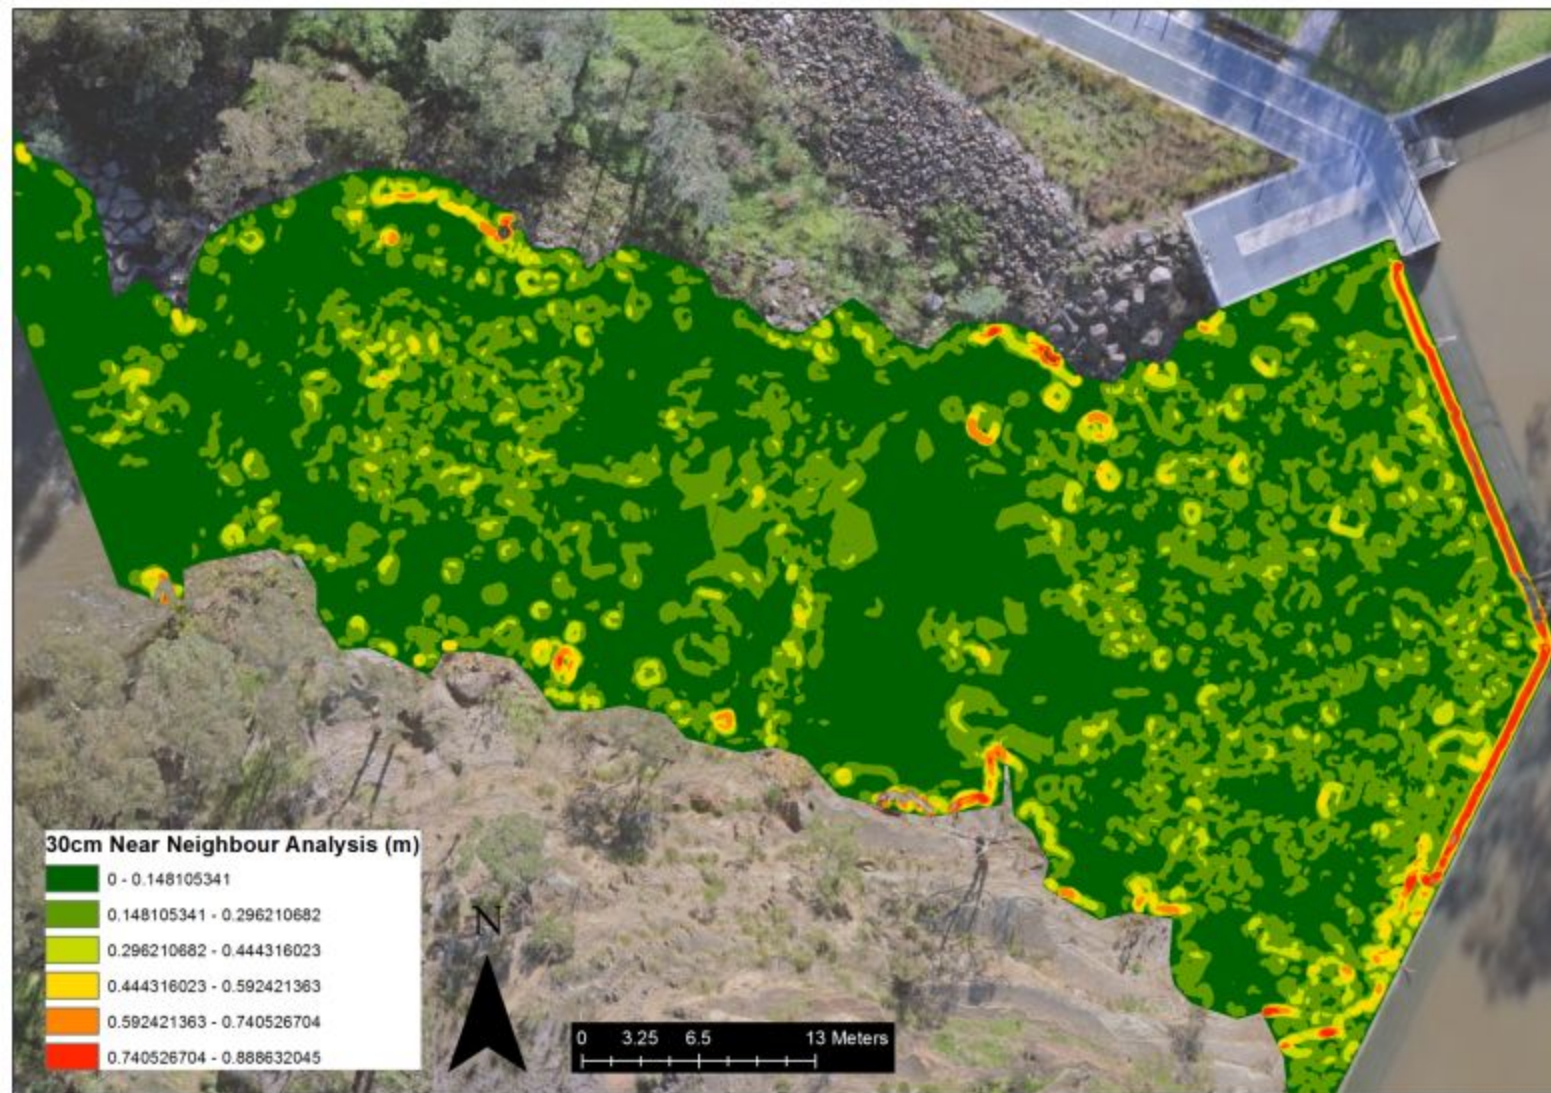 30cm Near Neighbour Analysis (m)
0 - 0.148105341
0.148105341 - 0.296210682
0.296210682 - 0.444316023
0.444316023 - 0.592421363
0.592421363 - 0.740526704
0.740526704 - 0.888632045
N
0 3.25 6.5 13 Meters